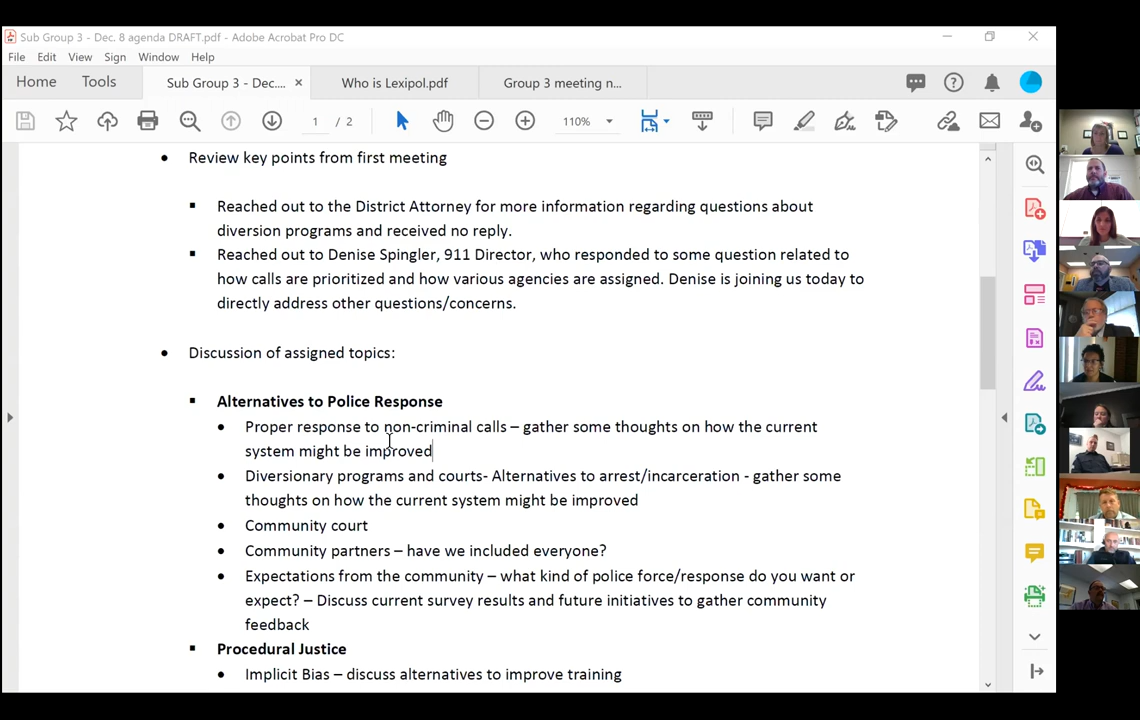 Sub Group 3 - Dec. 8 agenda DRAFT.pdf - Adobe Acrobat Pro DC
File Edit View Sign Window Help
Home Tools Sub Group 3 - Dec.... × Who is Lexipol.pdf Group 3 meeting n...
1 / 2 110%
• Review key points from first meeting
▪ Reached out to the District Attorney for more information regarding questions about
diversion programs and received no reply.
▪ Reached out to Denise Spingler, 911 Director, who responded to some question related to
how calls are prioritized and how various agencies are assigned. Denise is joining us today to
directly address other questions/concerns.
• Discussion of assigned topics:
▪ Alternatives to Police Response
• Proper response to non-criminal calls – gather some thoughts on how the current
system might be improved
• Diversionary programs and courts- Alternatives to arrest/incarceration - gather some
thoughts on how the current system might be improved
• Community court
• Community partners – have we included everyone?
• Expectations from the community – what kind of police force/response do you want or
expect? – Discuss current survey results and future initiatives to gather community
feedback
▪ Procedural Justice
• Implicit Bias – discuss alternatives to improve training